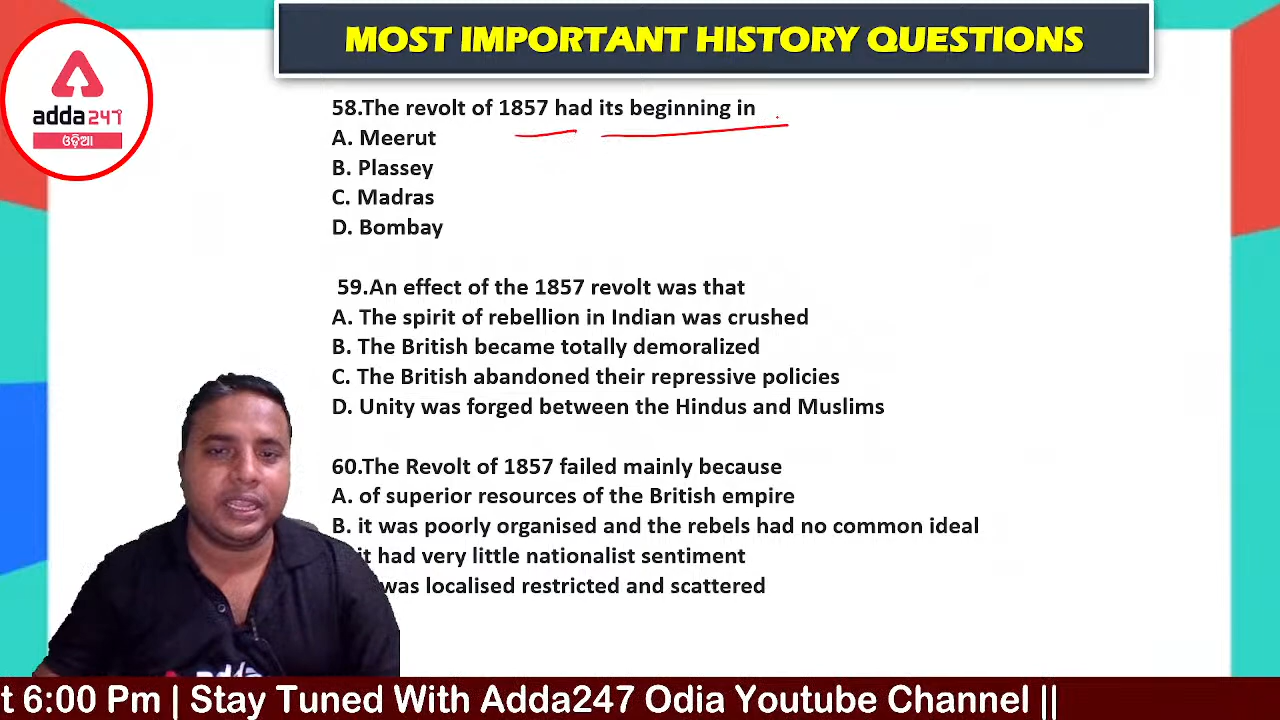 MOST IMPORTANT HISTORY QUESTIONS
adda247
ଓଡ଼ିଆ
58.The revolt of 1857 had its beginning in
A. Meerut
B. Plassey
C. Madras
D. Bombay
59.An effect of the 1857 revolt was that
A. The spirit of rebellion in Indian was crushed
B. The British became totally demoralized
C. The British abandoned their repressive policies
D. Unity was forged between the Hindus and Muslims
60.The Revolt of 1857 failed mainly because
A. of superior resources of the British empire
B. it was poorly organised and the rebels had no common ideal
it had very little nationalist sentiment
was localised restricted and scattered
t 6:00 Pm | Stay Tuned With Adda247 Odia Youtube Channel ||